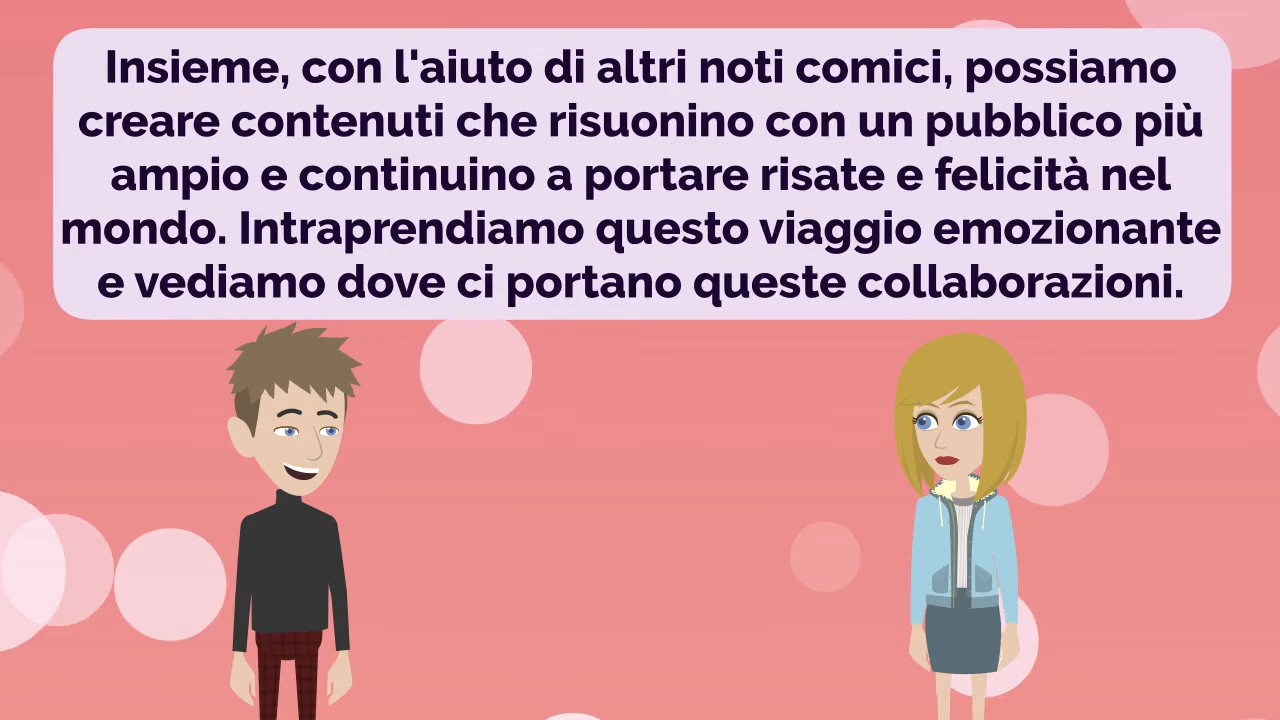 Insieme, con l'aiuto di altri noti comici, possiamo
creare contenuti che risuonino con un pubblico più
ampio e continuino a portare risate e felicità nel
mondo. Intraprendiamo questo viaggio emozionante
e vediamo dove ci portano queste collaborazioni.